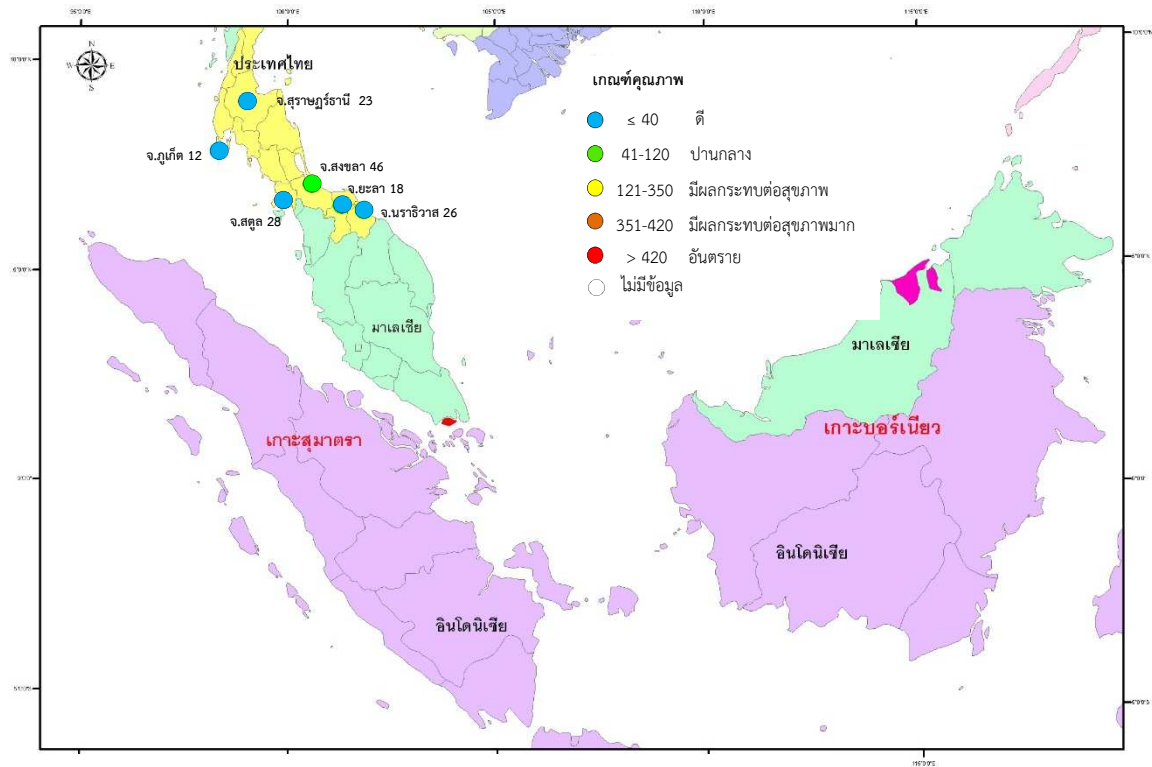 N
W E
S
ประเทศไทย
จ.สุราษฎร์ธานี 23
จ.ภูเก็ต 12
จ.สงขลา 46
จ.ยะลา 18
จ.นราธิวาส 26
จ.สตูล 28
เกณฑ์คุณภาพ
≤ 40 ดี
41-120 ปานกลาง
121-350 มีผลกระทบต่อสุขภาพ
351-420 มีผลกระทบต่อสุขภาพมาก
> 420 อันตราย
ไม่มีข้อมูล
มาเลเซีย
มาเลเซีย
เกาะสุมาตรา
เกาะบอร์เนียว
อินโดนิเซีย
อินโดนิเซีย